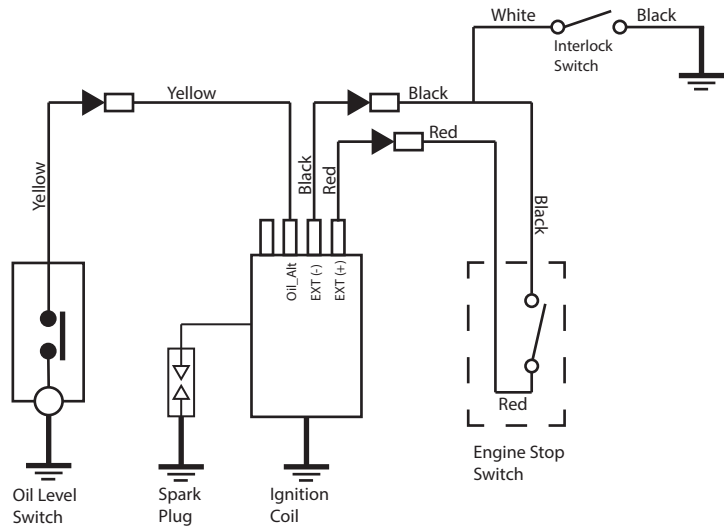 White
Black
Interlock
Switch
Yellow
Black
Red
Yellow
Black
Red
Black
Oil_Alt
EXT (-)
EXT (+)
Red
Engine Stop
Switch
Oil Level
Switch
Spark
Plug
Ignition
Coil